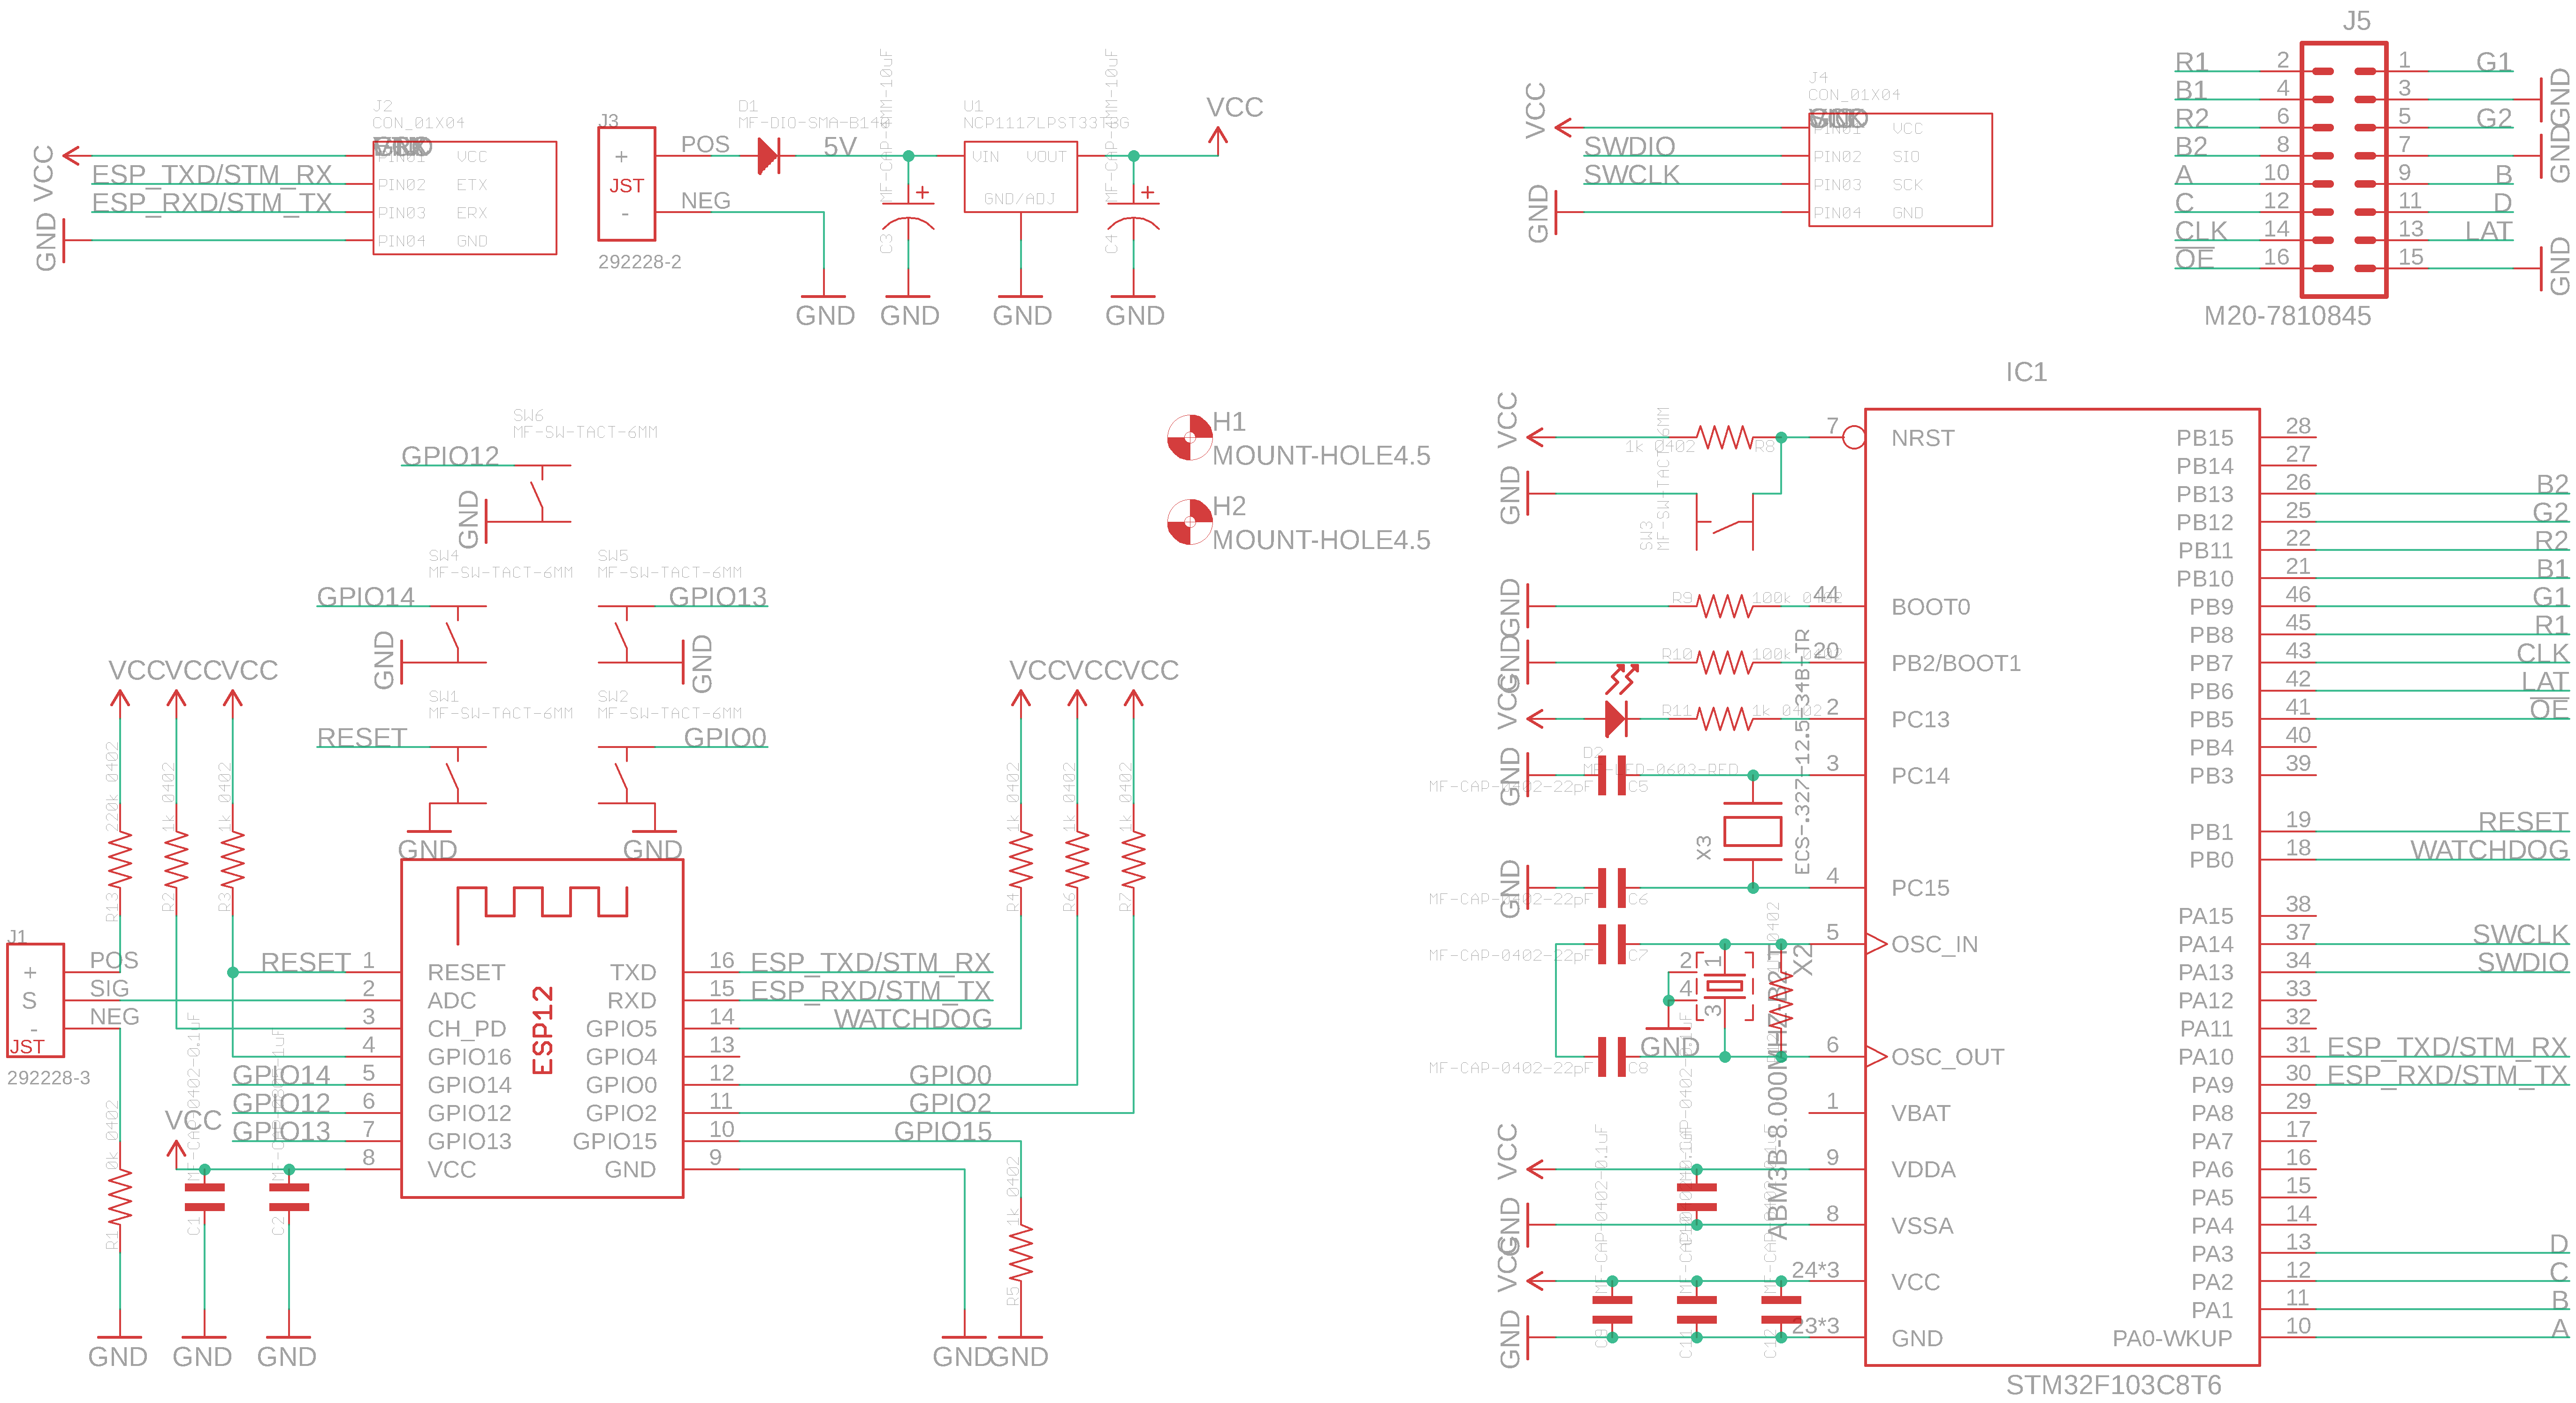 J2
CON_01X04
VCC
PIN01 VCC
ESP_TXD/STM_RX
PIN02 ETX
ESP_RXD/STM_TX
PIN03 ERX
GND
PIN04 GND
J3
+
JST
-
292228-2
POS
NEG
D1
MF-DIO-SMA-B140
5V
MF-CAP-4MM-10uF
C3
U1
NCP1117LPST33T3G
VIN VOUT
GND/ADJ
MF-CAP-4MM-10uF
C4
VCC
GND GND GND GND
J4
CON_01X04
VCC
PIN01 VCC
SWDIO
PIN02 SIO
SWCLK
PIN03 SCK
GND
PIN04 GND
J5
R1 2 1 G1
B1 4 3 GND
R2 6 5 G2
B2 8 7 GND
A 10 9 B
C 12 11 D
CLK 14 13 LAT
OE 16 15 GND
M20-7810845
SW6
MF-SW-TACT-6MM
GPIO12
GND
SW4
MF-SW-TACT-6MM
GPIO14
GND
SW5
MF-SW-TACT-6MM
GPIO13
GND
SW1
MF-SW-TACT-6MM
RESET
GND
SW2
MF-SW-TACT-6MM
GPIO0
GND
H1
MOUNT-HOLE4.5
H2
MOUNT-HOLE4.5
VCC VCC VCC
220k 0402
R13
1k 0402
R2
1k 0402
R3
VCC VCC VCC
1k 0402
R4
1k 0402
R6
1k 0402
R7
J1
+
S
-
JST
292228-3
POS
SIG
NEG
ESP12
RESET 1 RESET
2 ADC
3 CH_PD
4 GPIO16
GPIO14 5 GPIO14
GPIO12 6 GPIO12
GPIO13 7 GPIO13
VCC 8 VCC
TXD 16 ESP_TXD/STM_RX
RXD 15 ESP_RXD/STM_TX
GPIO5 14 WATCHDOG
GPIO4 13
GPIO0 12 GPIO0
GPIO2 11 GPIO2
GPIO15 10 GPIO15
GND 9
0402
R1
MF-CAP-0402-0.1uF
C1
C2
1k 0402
R5
GND GND GND GND GND
IC1
VCC
1k 0402
R8
7 NRST
GND
SW3
MF-SW-TACT-6MM
GND
R9
100k 0402
44 BOOT0
GND
R10
100k 0402
20 PB2/BOOT1
VCC
R11
1k 0402
2 PC13
D2
MF-LED-0603-RED
GND
MF-CAP-0402-22pF
C5
3 PC14
X3
ECS-.327-12.5-34B-TR
GND
MF-CAP-0402-22pF
C6
4 PC15
MF-CAP-0402-22pF
C7
5 OSC_IN
2
4
1
3
X2
ABM3B-8.000MHZ-B2-T
GND
MF-CAP-0402-22pF
C8
6 OSC_OUT
1 VBAT
VCC
9 VDDA
GND
8 VSSA
VCC
24*3 VCC
GND
23*3 GND
MF-CAP-0402-0.1uF
C9
C11
C12
PB15 28
PB14 27
PB13 26 B2
PB12 25 G2
PB11 22 R2
PB10 21 B1
PB9 46 G1
PB8 45 R1
PB7 43 CLK
PB6 42 LAT
PB5 41 OE
PB4 40
PB3 39
PB1 19 RESET
PB0 18 WATCHDOG
PA15 38
PA14 37 SWCLK
PA13 34 SWDIO
PA12 33
PA11 32
PA10 31 ESP_TXD/STM_RX
PA9 30 ESP_RXD/STM_TX
PA8 29
PA7 17
PA6 16
PA5 15
PA4 14
PA3 13 D
PA2 12 C
PA1 11 B
PA0-WKUP 10 A
STM32F103C8T6